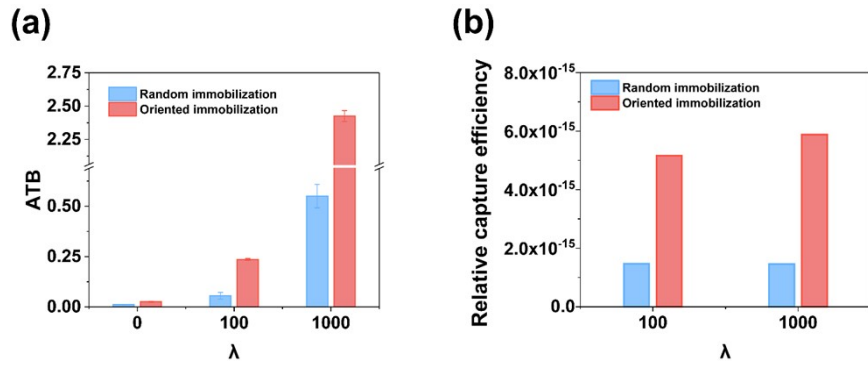 (a)
2.75
2.50
2.25
0.50
0.25
0.00
ATB
Random immobilization
Oriented immobilization
0
100
1000
λ
(b)
8.0x10-15
6.0x10-15
4.0x10-15
2.0x10-15
0.0
Relative capture efficiency
Random immobilization
Oriented immobilization
100
1000
λ